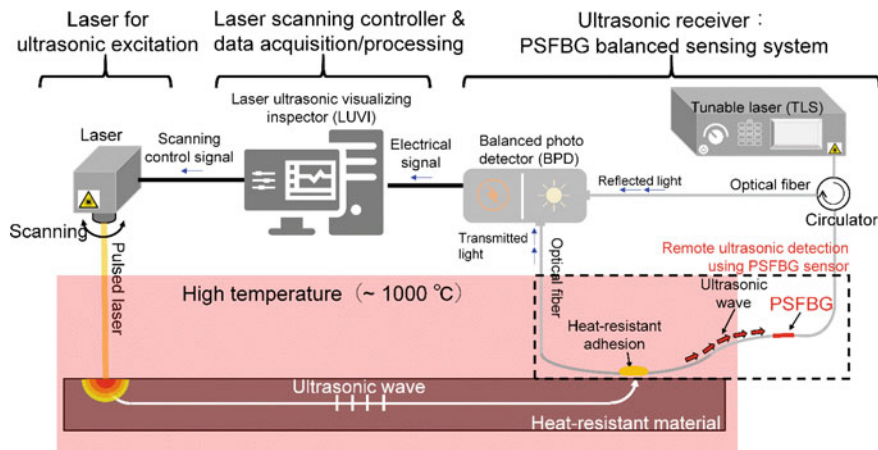 Laser for
ultrasonic excitation
Laser scanning controller &
data acquisition/processing
Ultrasonic receiver：
PSFBG balanced sensing system
Laser ultrasonic visualizing
inspector (LUVI)
Tunable laser (TLS)
Laser
Scanning
control signal
Electrical
signal
Balanced photo
detector (BPD)
Reflected light
Optical fiber
Circulator
Scanning
Pulsed laser
Transmitted
light
Optical fiber
Remote ultrasonic detection
using PSFBG sensor
High temperature（~ 1000 ℃）
Ultrasonic
wave
PSFBG
Heat-resistant
adhesion
Ultrasonic wave
Heat-resistant material